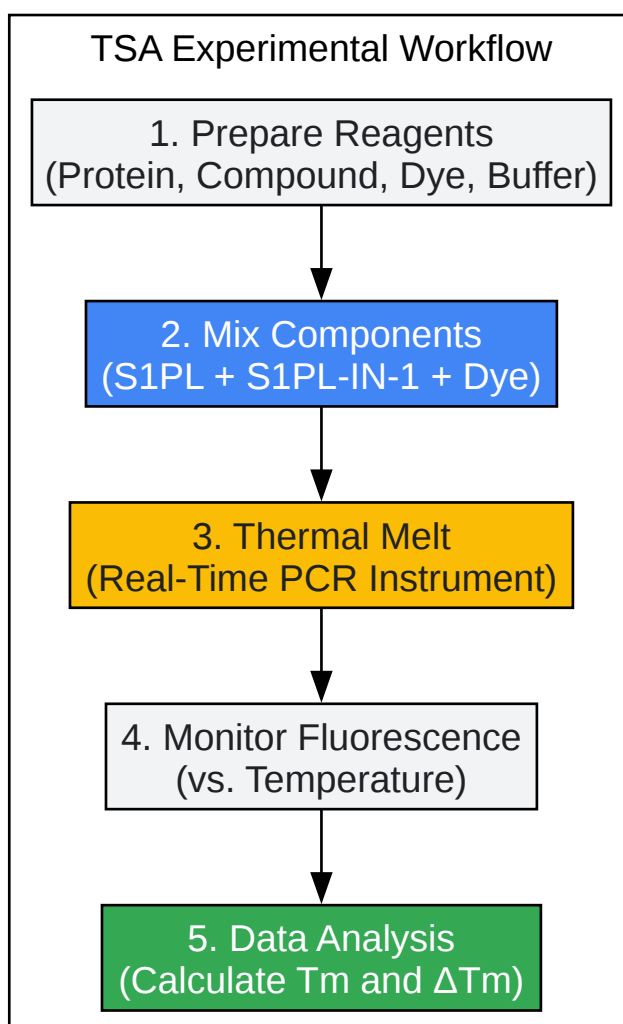 TSA Experimental Workflow
1. Prepare Reagents
(Protein, Compound, Dye, Buffer)
2. Mix Components
(S1PL + S1PL-IN-1 + Dye)
3. Thermal Melt
(Real-Time PCR Instrument)
4. Monitor Fluorescence
(vs. Temperature)
5. Data Analysis
(Calculate Tm and ΔTm)